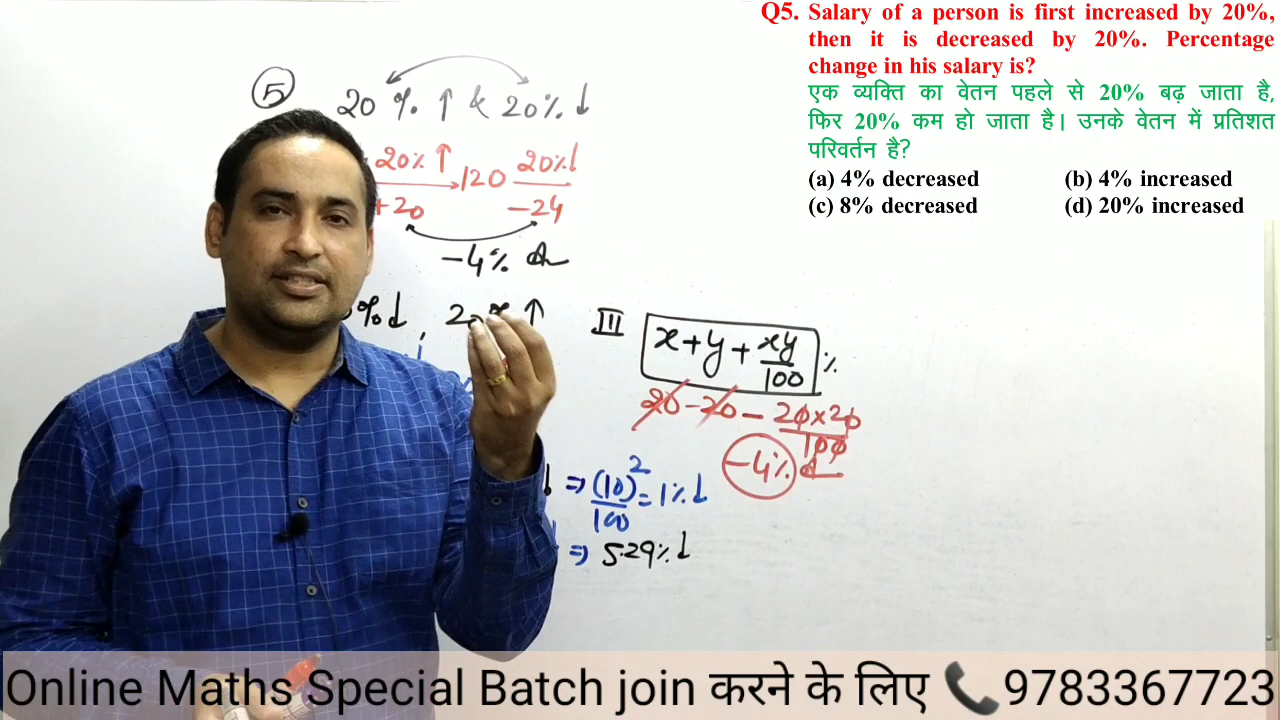 Q5. Salary of a person is first increased by 20%,
then it is decreased by 20%. Percentage
change in his salary is?
एक व्यक्ति का वेतन पहले से 20% बढ़ जाता है,
फिर 20% कम हो जाता है। उनके वेतन में प्रतिशत
परिवर्तन है?
(a) 4% decreased (b) 4% increased
(c) 8% decreased (d) 20% increased
5 20 % ↑ & 20% ↓
20% ↑ 120 20%↓
+20 -24
-4%
%↓, 20% ↑
III x+y+xy/100 %
20-20-20x20/100
-4%
↓ ⇒ (10)²/100 = 1%↓
⇒ 5.29%↓
Online Maths Special Batch join करने के लिए 📞9783367723